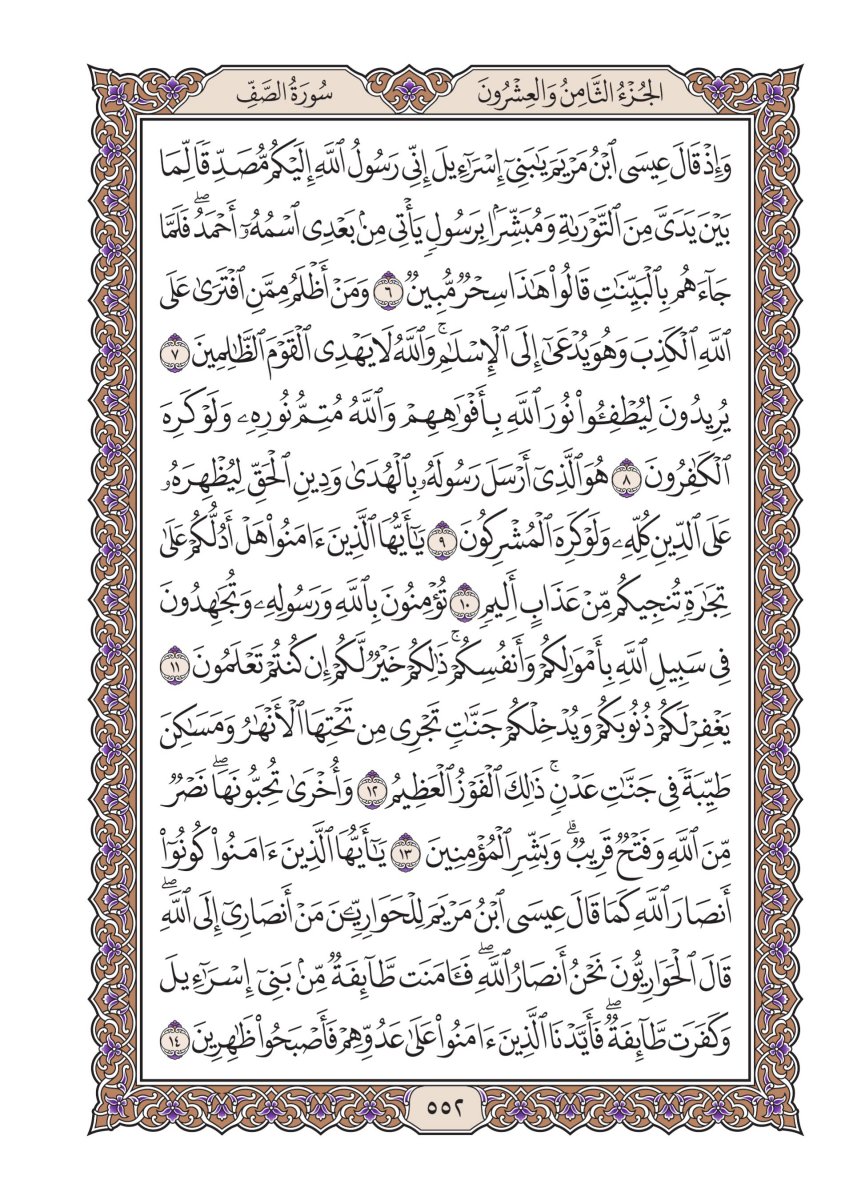 الجُزْءُ الثَّامِنُ وَالعِشْرُونَ
سُورَةُ الصَّفِّ
وَإِذْ قَالَ عِيسَى ٱبْنُ مَرْيَمَ يَٰبَنِىٓ إِسْرَٰٓءِيلَ إِنِّى رَسُولُ ٱللَّهِ إِلَيْكُم مُّصَدِّقًا لِّمَا
بَيْنَ يَدَىَّ مِنَ ٱلتَّوْرَىٰةِ وَمُبَشِّرًۢا بِرَسُولٍ يَأْتِى مِنۢ بَعْدِى ٱسْمُهُۥٓ أَحْمَدُ ۖ فَلَمَّا
جَآءَهُم بِٱلْبَيِّنَٰتِ قَالُوا۟ هَٰذَا سِحْرٌ مُّبِينٌ ٦ وَمَنْ أَظْلَمُ مِمَّنِ ٱفْتَرَىٰ عَلَى
ٱللَّهِ ٱلْكَذِبَ وَهُوَ يُدْعَىٰٓ إِلَى ٱلْإِسْلَٰمِ ۚ وَٱللَّهُ لَا يَهْدِى ٱلْقَوْمَ ٱلظَّٰلِمِينَ ٧
يُرِيدُونَ لِيُطْفِـُٔوا۟ نُورَ ٱللَّهِ بِأَفْوَٰهِهِمْ وَٱللَّهُ مُتِمُّ نُورِهِۦ وَلَوْ كَرِهَ
ٱلْكَٰفِرُونَ ٨ هُوَ ٱلَّذِىٓ أَرْسَلَ رَسُولَهُۥ بِٱلْهُدَىٰ وَدِينِ ٱلْحَقِّ لِيُظْهِرَهُۥ
عَلَى ٱلدِّينِ كُلِّهِۦ وَلَوْ كَرِهَ ٱلْمُشْرِكُونَ ٩ يَٰٓأَيُّهَا ٱلَّذِينَ ءَامَنُوا۟ هَلْ أَدُلُّكُمْ عَلَىٰ
تِجَٰرَةٍ تُنجِيكُم مِّنْ عَذَابٍ أَلِيمٍ ١٠ تُؤْمِنُونَ بِٱللَّهِ وَرَسُولِهِۦ وَتُجَٰهِدُونَ
فِى سَبِيلِ ٱللَّهِ بِأَمْوَٰلِكُمْ وَأَنفُسِكُمْ ۚ ذَٰلِكُمْ خَيْرٌ لَّكُمْ إِن كُنتُمْ تَعْلَمُونَ ١١
يَغْفِرْ لَكُمْ ذُنُوبَكُمْ وَيُدْخِلْكُمْ جَنَّٰتٍ تَجْرِى مِن تَحْتِهَا ٱلْأَنْهَٰرُ وَمَسَٰكِنَ
طَيِّبَةً فِى جَنَّٰتِ عَدْنٍ ۚ ذَٰلِكَ ٱلْفَوْزُ ٱلْعَظِيمُ ١٢ وَأُخْرَىٰ تُحِبُّونَهَا ۖ نَصْرٌ
مِّنَ ٱللَّهِ وَفَتْحٌ قَرِيبٌ ۗ وَبَشِّرِ ٱلْمُؤْمِنِينَ ١٣ يَٰٓأَيُّهَا ٱلَّذِينَ ءَامَنُوا۟ كُونُوٓا۟
أَنصَارَ ٱللَّهِ كَمَا قَالَ عِيسَى ٱبْنُ مَرْيَمَ لِلْحَوَارِيِّـۧنَ مَنْ أَنصَارِىٓ إِلَى ٱللَّهِ ۖ
قَالَ ٱلْحَوَارِيُّونَ نَحْنُ أَنصَارُ ٱللَّهِ ۖ فَـَٔامَنَت طَّآئِفَةٌ مِّنۢ بَنِىٓ إِسْرَٰٓءِيلَ
وَكَفَرَت طَّآئِفَةٌ ۖ فَأَيَّدْنَا ٱلَّذِينَ ءَامَنُوا۟ عَلَىٰ عَدُوِّهِمْ فَأَصْبَحُوا۟ ظَٰهِرِينَ ١٤
٥٥٢